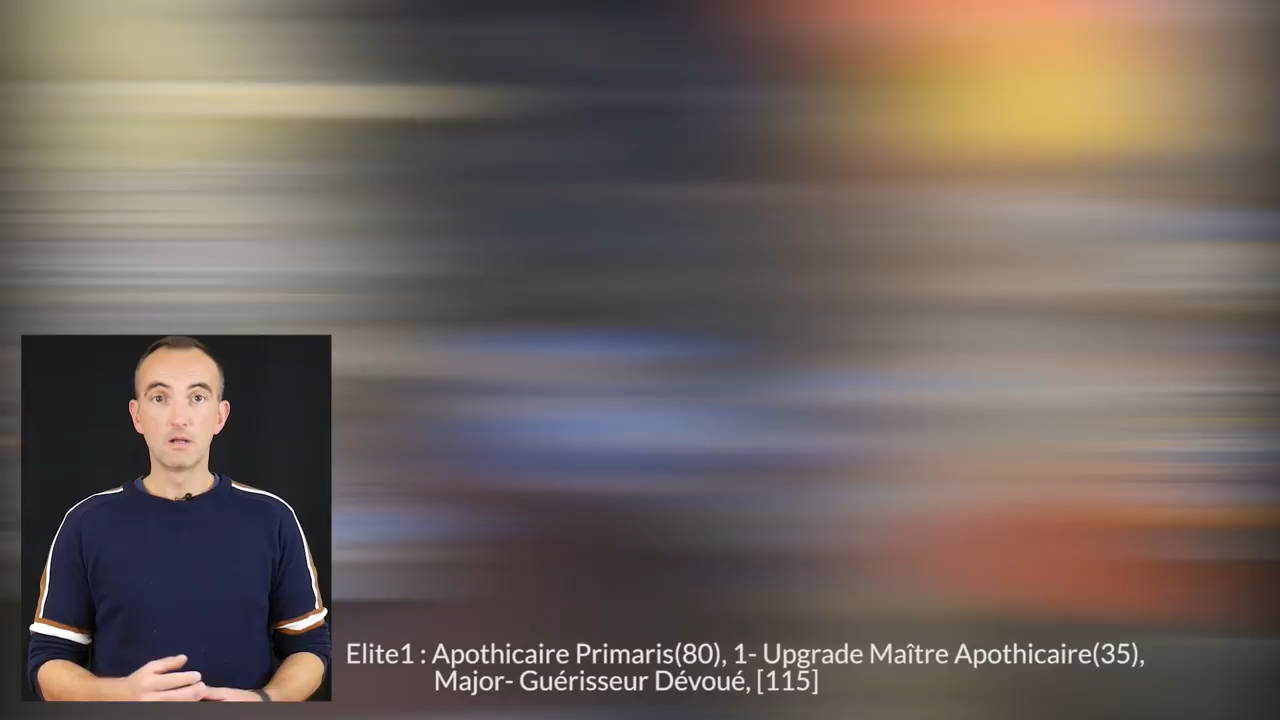 Elite1 : Apothicaire Primaris(80), 1- Upgrade Maître Apothicaire(35),
Major- Guérisseur Dévoué, [115]